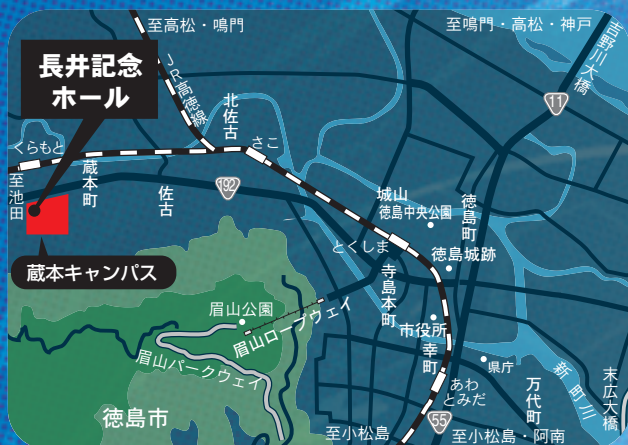 至高松・鳴門
至鳴門・高松・神戸
吉野川大橋
長井記念
ホール
JR高徳線
11
北佐古
くらもと
さこ
蔵本町
至池田
佐古
192
城山
徳島中央公園
徳島町
とくしま
徳島城跡
蔵本キャンパス
寺島本町
眉山公園
眉山ロープウェイ
市役所
幸町
眉山パークウェイ
県庁
新町川
末広大橋
あわ
とみだ
万代町
徳島市
55
至小松島
至小松島・阿南